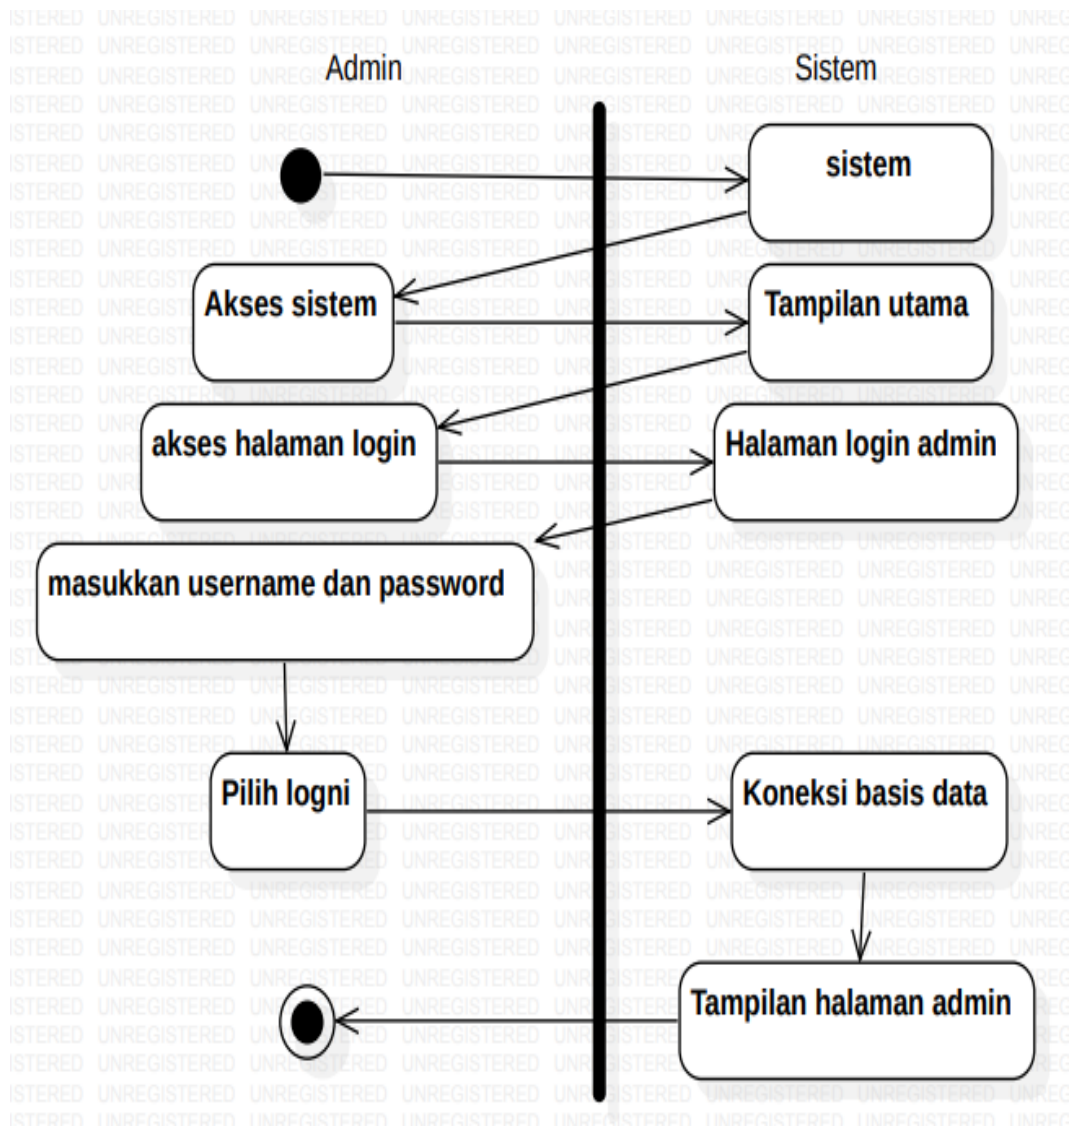 Admin
Sistem
sistem
Akses sistem
Tampilan utama
akses halaman login
Halaman login admin
masukkan username dan password
Pilih logni
Koneksi basis data
Tampilan halaman admin
UNREGISTERED